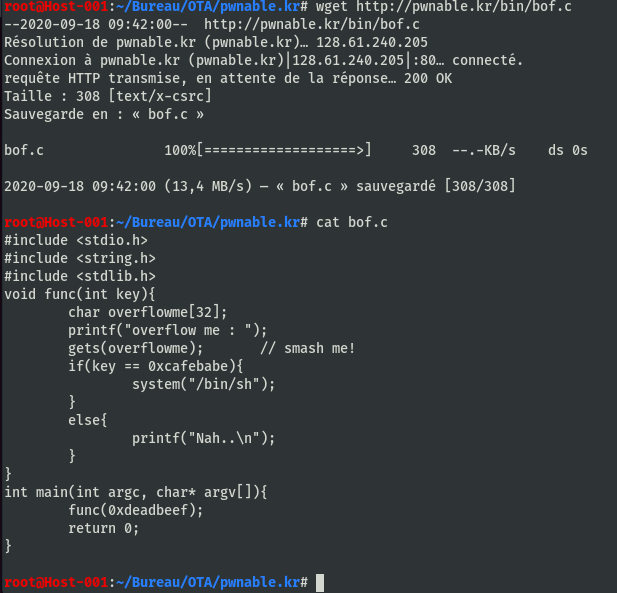 root@Host-001:~/Bureau/OTA/pwnable.kr# wget http://pwnable.kr/bin/bof.c
--2020-09-18 09:42:00--  http://pwnable.kr/bin/bof.c
Résolution de pwnable.kr (pwnable.kr)… 128.61.240.205
Connexion à pwnable.kr (pwnable.kr)|128.61.240.205|:80… connecté.
requête HTTP transmise, en attente de la réponse… 200 OK
Taille : 308 [text/x-csrc]
Sauvegarde en : « bof.c »

bof.c               100%[===================>]     308  --.-KB/s    ds 0s

2020-09-18 09:42:00 (13,4 MB/s) — « bof.c » sauvegardé [308/308]

root@Host-001:~/Bureau/OTA/pwnable.kr# cat bof.c
#include <stdio.h>
#include <string.h>
#include <stdlib.h>
void func(int key){
        char overflowme[32];
        printf("overflow me : ");
        gets(overflowme);       // smash me!
        if(key == 0xcafebabe){
                system("/bin/sh");
        }
        else{
                printf("Nah..\n");
        }
}
int main(int argc, char* argv[]){
        func(0xdeadbeef);
        return 0;
}

root@Host-001:~/Bureau/OTA/pwnable.kr#